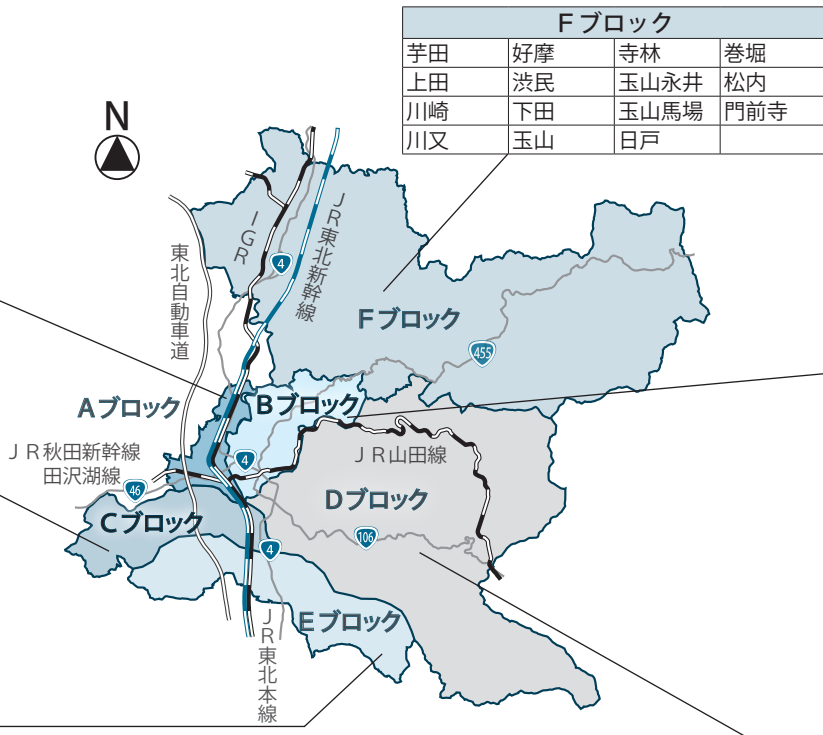 Fブロック
芋田 好摩 寺林 巻堀
上田 渋民 玉山永井 松内
川崎 下田 玉山馬場 門前寺
川又 玉山 日戸
N
IGR
JR東北新幹線
東北自動車道
4
Fブロック
455
Aブロック
Bブロック
JR秋田新幹線
田沢湖線
46
4
JR山田線
Cブロック
Dブロック
106
4
Eブロック
JR東北本線